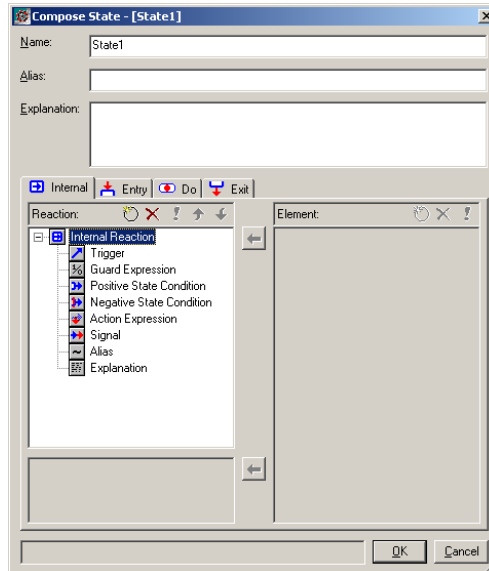 Compose State - [State1]
Name:
State1
Alias:
Explanation:
Internal Entry Do Exit
Reaction:
Element:
Internal Reaction
Trigger
Guard Expression
Positive State Condition
Negative State Condition
Action Expression
Signal
Alias
Explanation
OK Cancel